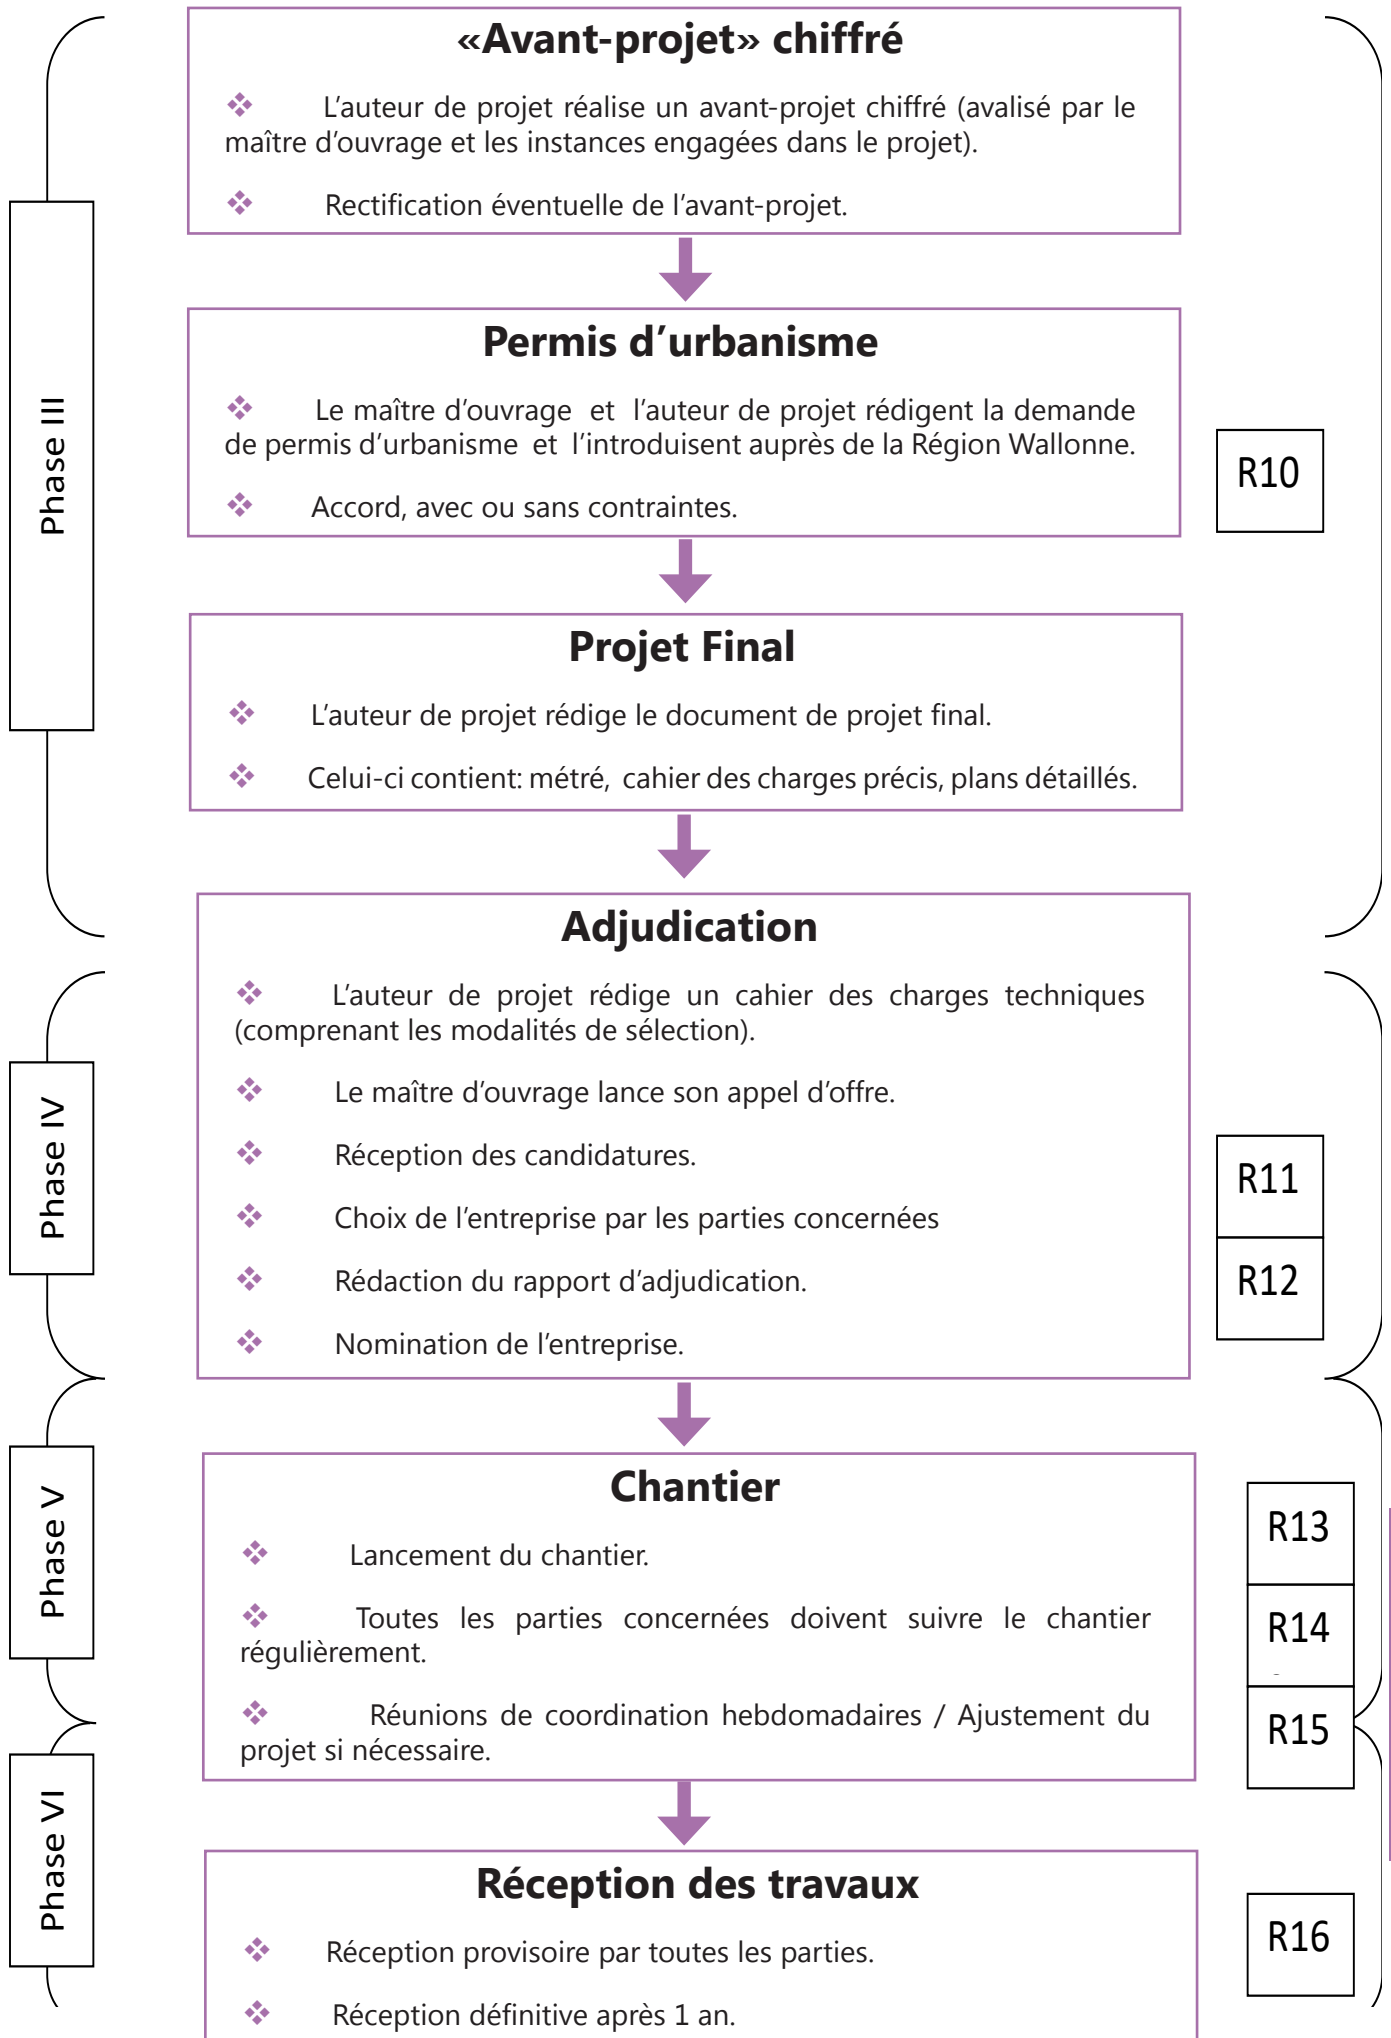 «Avant-projet» chiffré
❖ L'auteur de projet réalise un avant-projet chiffré (avalisé par le
maître d'ouvrage et les instances engagées dans le projet).
❖ Rectification éventuelle de l'avant-projet.
Phase III
Permis d'urbanisme
❖ Le maître d'ouvrage et l'auteur de projet rédigent la demande
de permis d'urbanisme et l'introduisent auprès de la Région Wallonne.
❖ Accord, avec ou sans contraintes.
R10
Projet Final
❖ L'auteur de projet rédige le document de projet final.
❖ Celui-ci contient: métré, cahier des charges précis, plans détaillés.
Adjudication
❖ L'auteur de projet rédige un cahier des charges techniques
(comprenant les modalités de sélection).
❖ Le maître d'ouvrage lance son appel d'offre.
❖ Réception des candidatures.
❖ Choix de l'entreprise par les parties concernées
❖ Rédaction du rapport d'adjudication.
❖ Nomination de l'entreprise.
Phase IV
R11
R12
Chantier
❖ Lancement du chantier.
❖ Toutes les parties concernées doivent suivre le chantier
régulièrement.
❖ Réunions de coordination hebdomadaires / Ajustement du
projet si nécessaire.
Phase V
R13
R14
R15
Réception des travaux
❖ Réception provisoire par toutes les parties.
❖ Réception définitive après 1 an.
Phase VI
R16